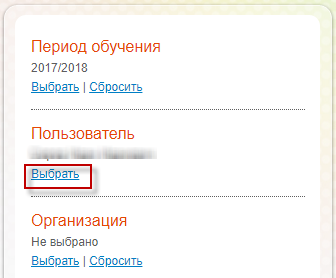 Период обучения
2017/2018
Выбрать | Сбросить
Пользователь
Выбрать
Организация
Не выбрано
Выбрать | Сбросить